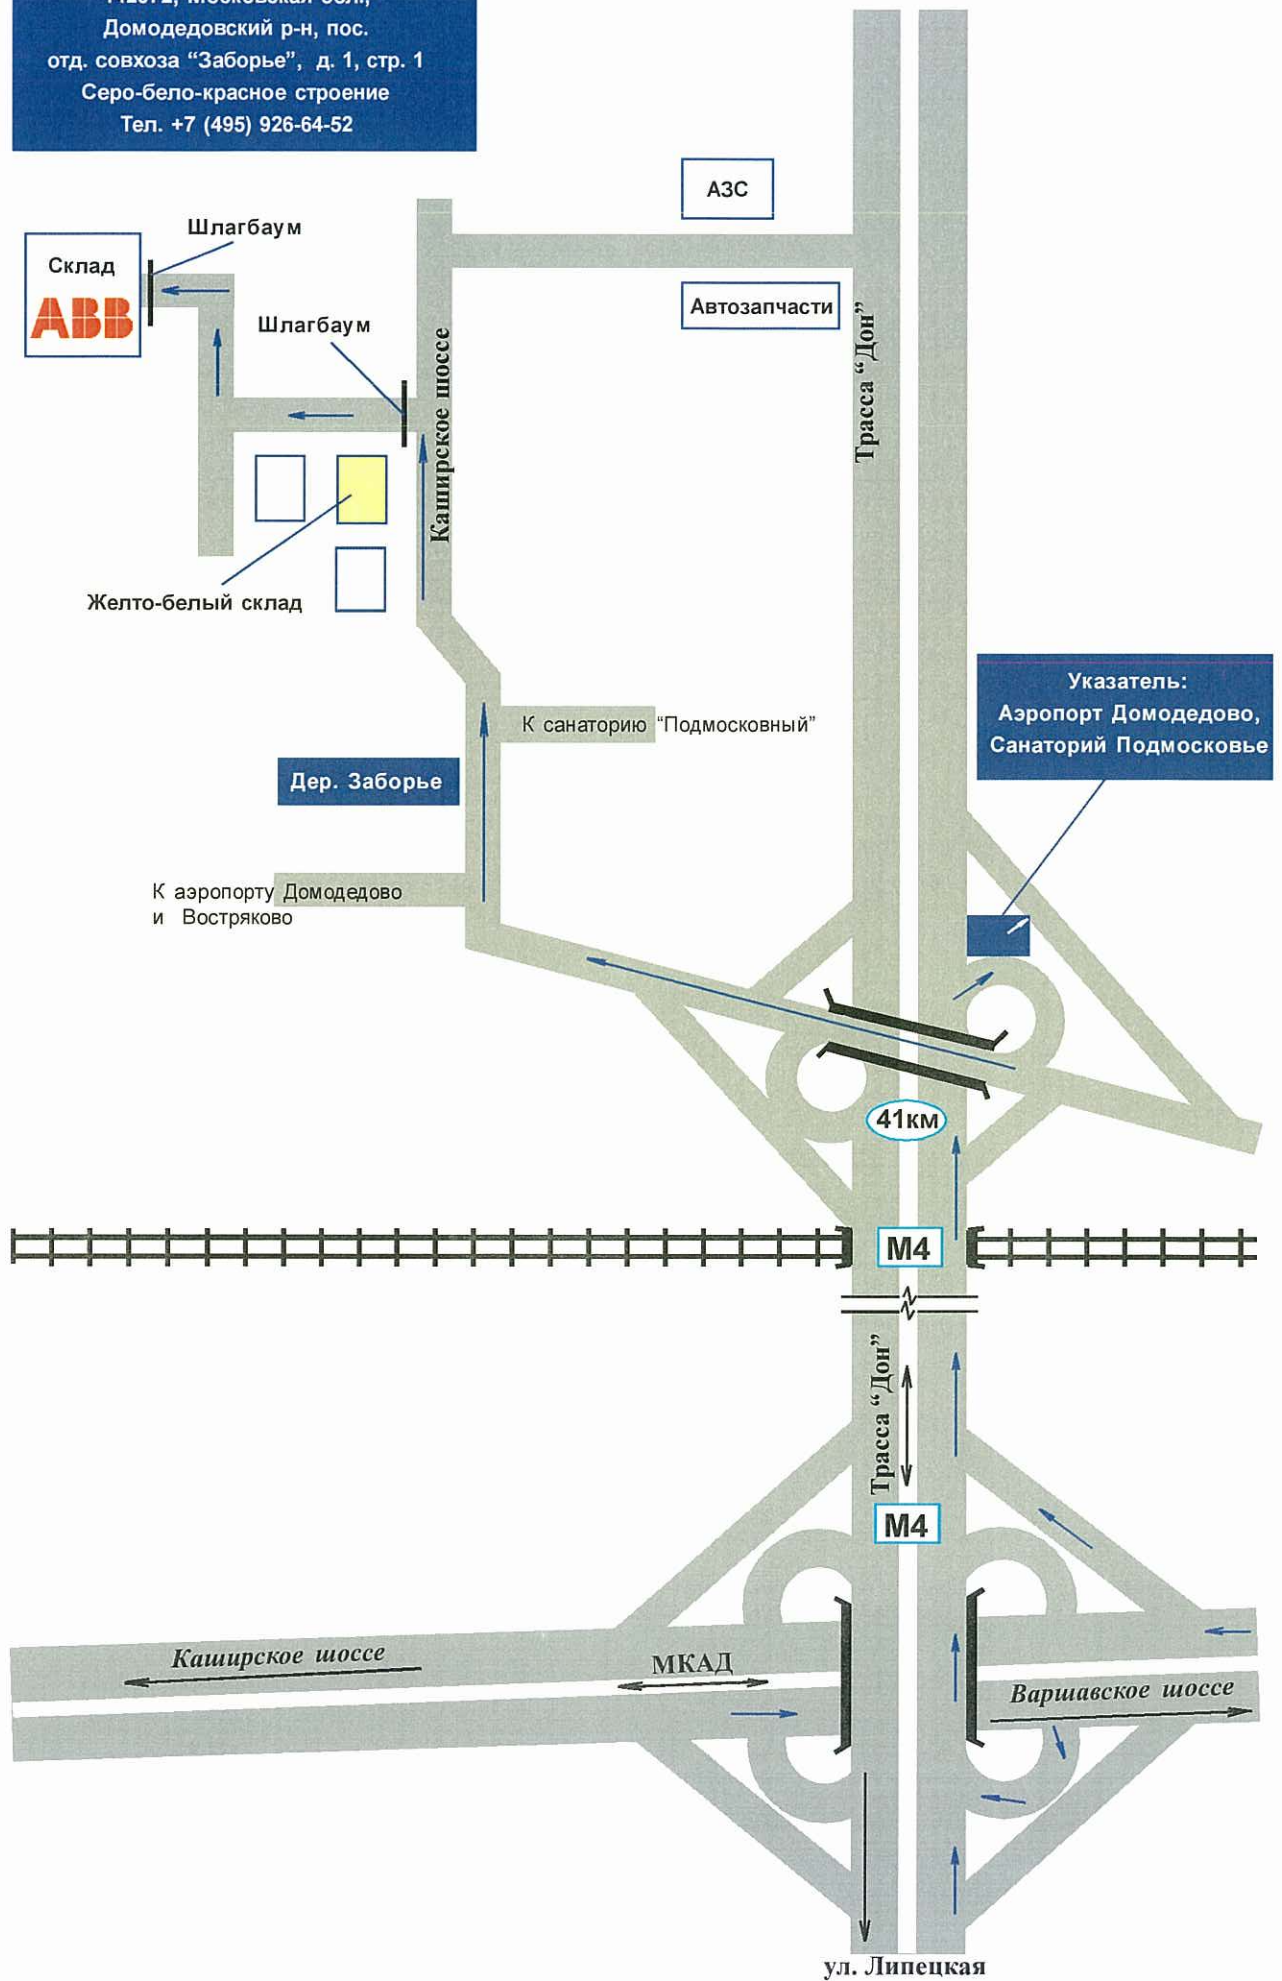 Домодедовский р-н, пос.
отд. совхоза “Заборье”, д. 1, стр. 1
Серо-бело-красное строение
Тел. +7 (495) 926-64-52
АЗС
Шлагбаум
Склад
ABB
Автозапчасти
Шлагбаум
Каширское шоссе
Трасса “Дон”
Желто-белый склад
Указатель:
Аэропорт Домодедово,
Санаторий Подмосковье
К санаторию “Подмосковный”
Дер. Заборье
К аэропорту Домодедово
и Востряково
41км
М4
Трасса “Дон”
М4
Каширское шоссе
МКАД
Варшавское шоссе
ул. Липецкая